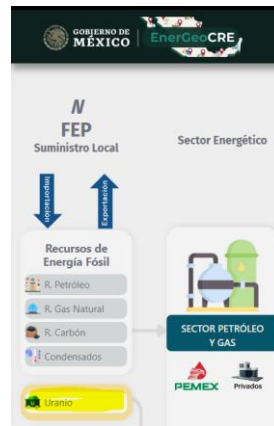 GOBIERNO DE
MÉXICO
EnerGeoCRE
N
FEP
Suministro Local
Sector Energético
Importación
Exportación
Recursos de
Energía Fósil
R. Petróleo
R. Gas Natural
R. Carbón
Condensados
Uranio
SECTOR PETRÓLEO
Y GAS
PEMEX
Privados